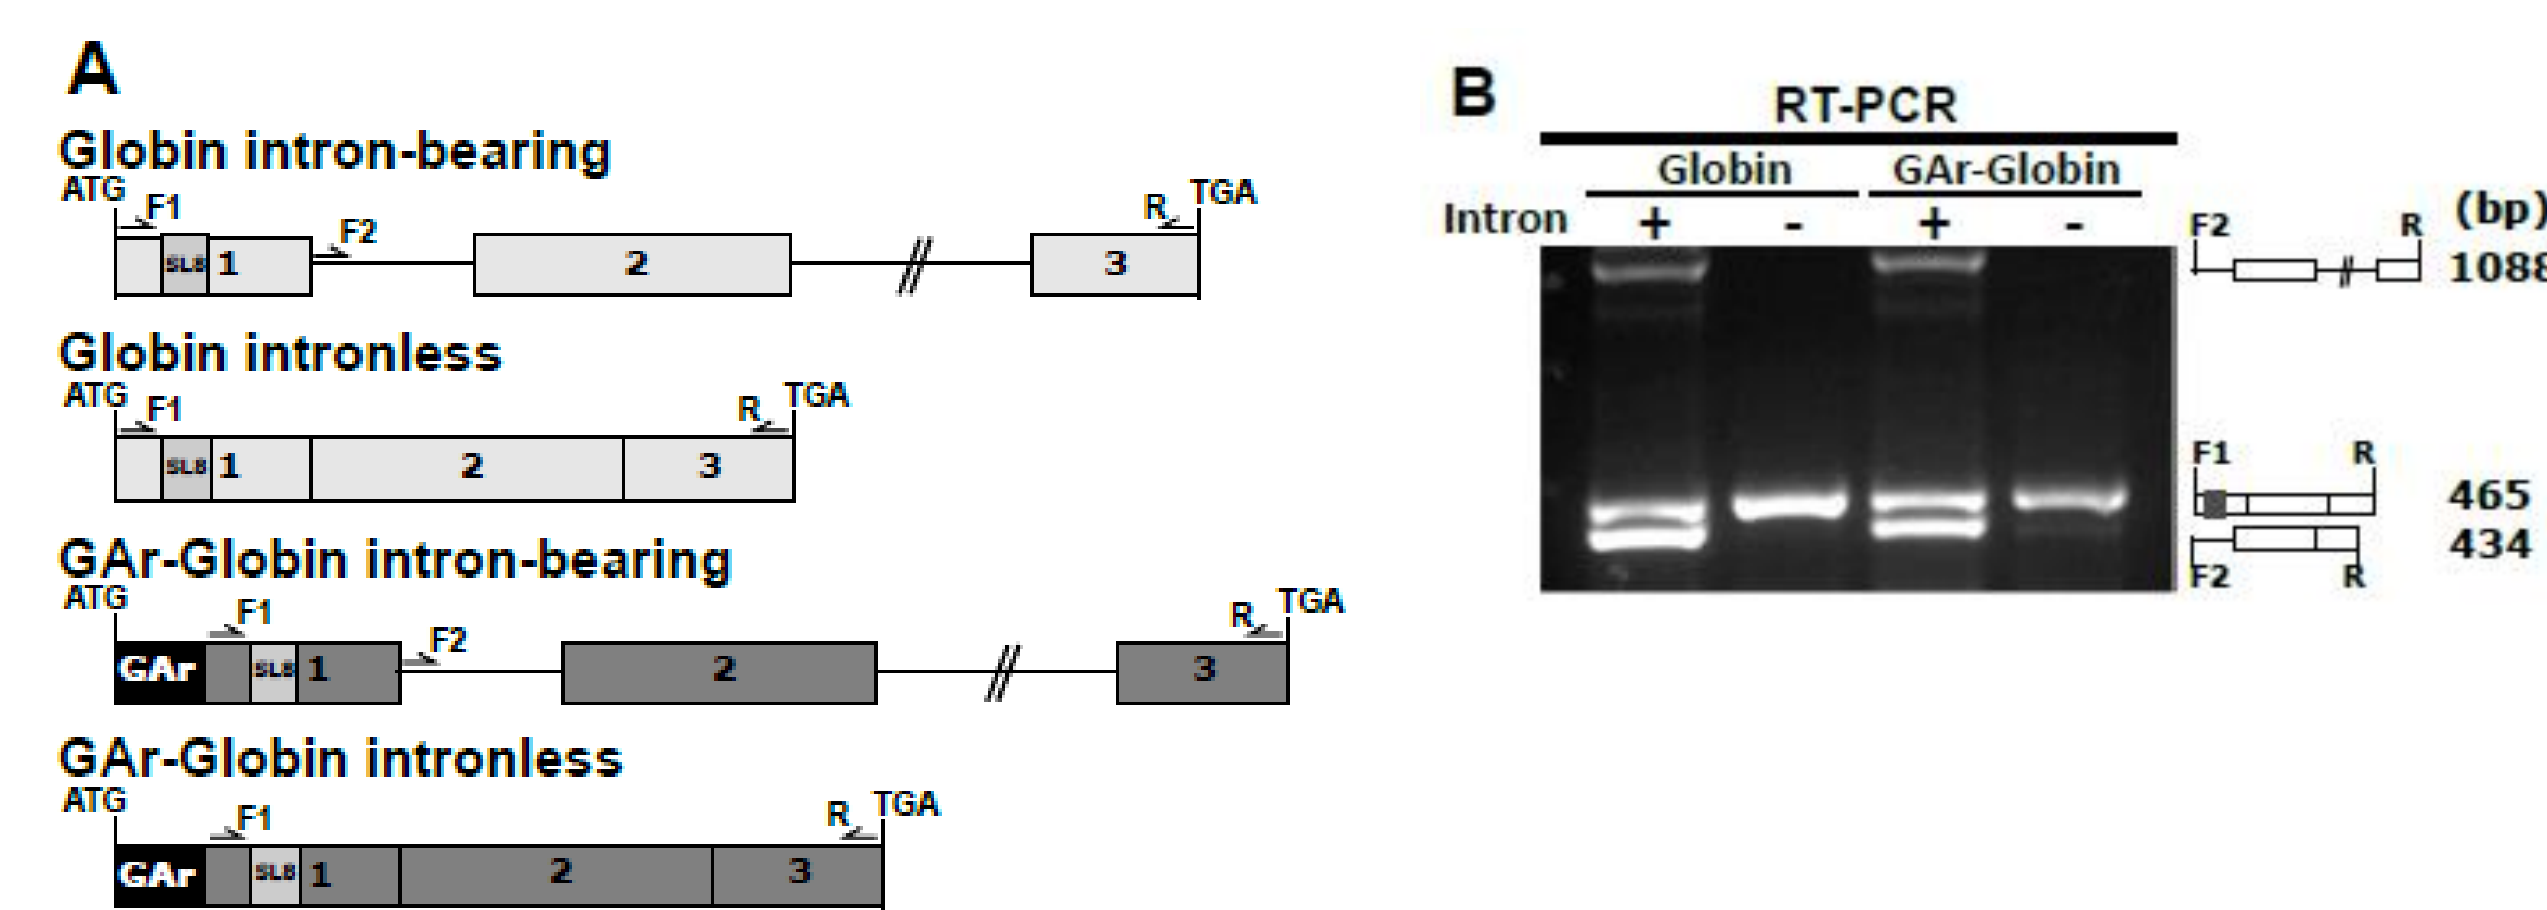 A
Globin intron-bearing
ATG F1 F2 R TGA
SL8 1 2 3
Globin intronless
ATG F1 R TGA
SL8 1 2 3
GAr-Globin intron-bearing
ATG F1 F2 R TGA
GAr SL8 1 2 3
GAr-Globin intronless
ATG F1 R TGA
GAr SL8 1 2 3
B
RT-PCR
Globin GAr-Globin
Intron + - + -
F2 R (bp)
1088
F1 R
465
434
F2 R